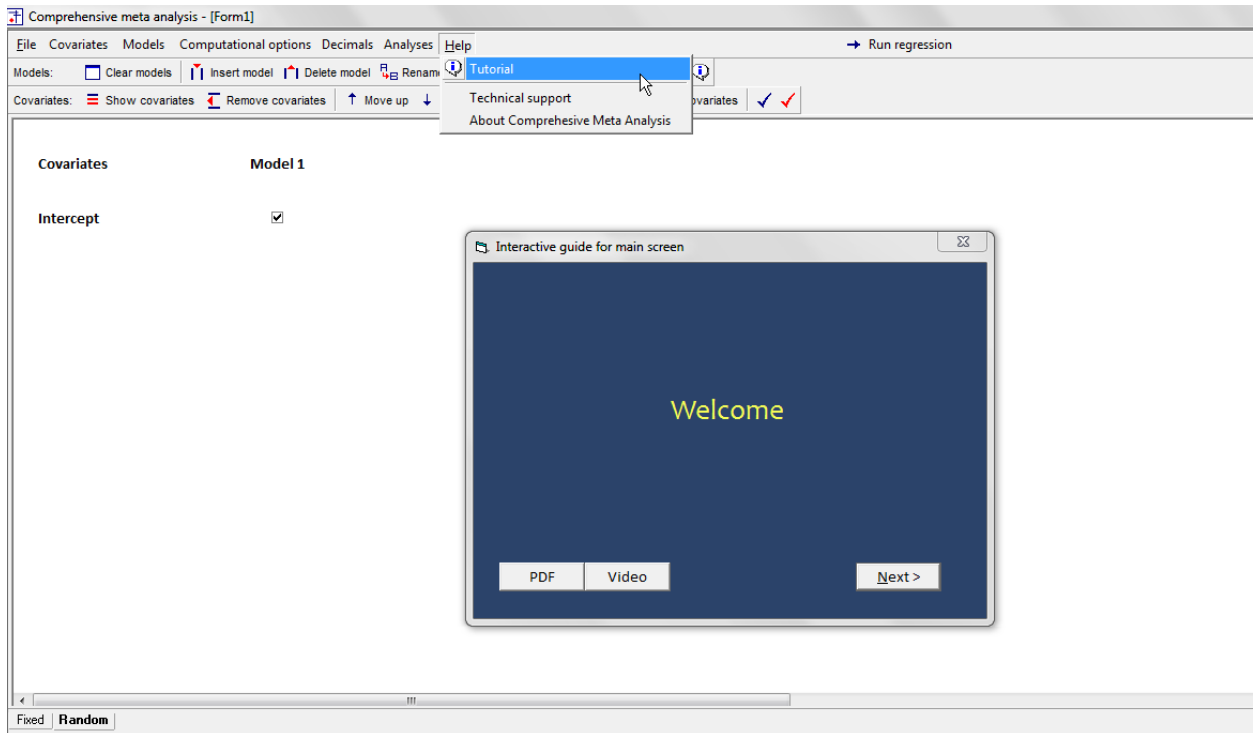 Comprehensive meta analysis - [Form1]
File Covariates Models Computational options Decimals Analyses Help Run regression
Models: Clear models Insert model Delete model Renam
Tutorial
Covariates: Show covariates Remove covariates Move up ovariates
Technical support
About Comprehesive Meta Analysis
Covariates Model 1
Intercept
Interactive guide for main screen
Welcome
PDF Video Next >
Fixed Random